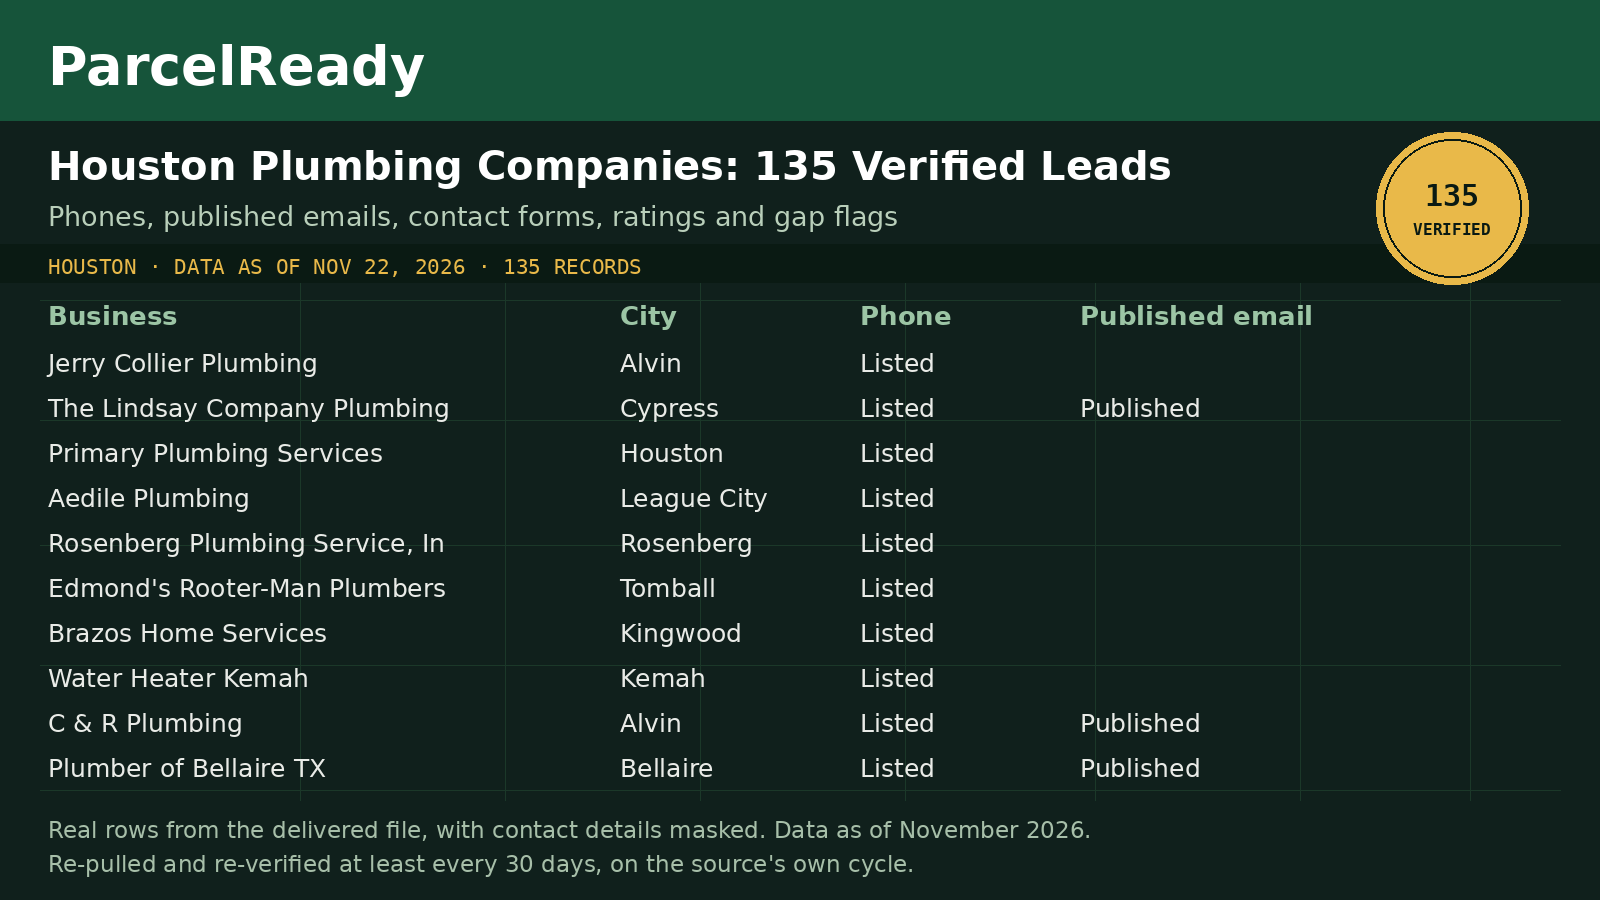 ParcelReady
Houston Plumbing Companies: 135 Verified Leads
Phones, published emails, contact forms, ratings and gap flags
135
VERIFIED
HOUSTON · DATA AS OF NOV 22, 2026 · 135 RECORDS
Business City Phone Published email
Jerry Collier Plumbing Alvin Listed
The Lindsay Company Plumbing Cypress Listed Published
Primary Plumbing Services Houston Listed
Aedile Plumbing League City Listed
Rosenberg Plumbing Service, In Rosenberg Listed
Edmond's Rooter-Man Plumbers Tomball Listed
Brazos Home Services Kingwood Listed
Water Heater Kemah Kemah Listed
C & R Plumbing Alvin Listed Published
Plumber of Bellaire TX Bellaire Listed Published
Real rows from the delivered file, with contact details masked. Data as of November 2026.
Re-pulled and re-verified at least every 30 days, on the source's own cycle.